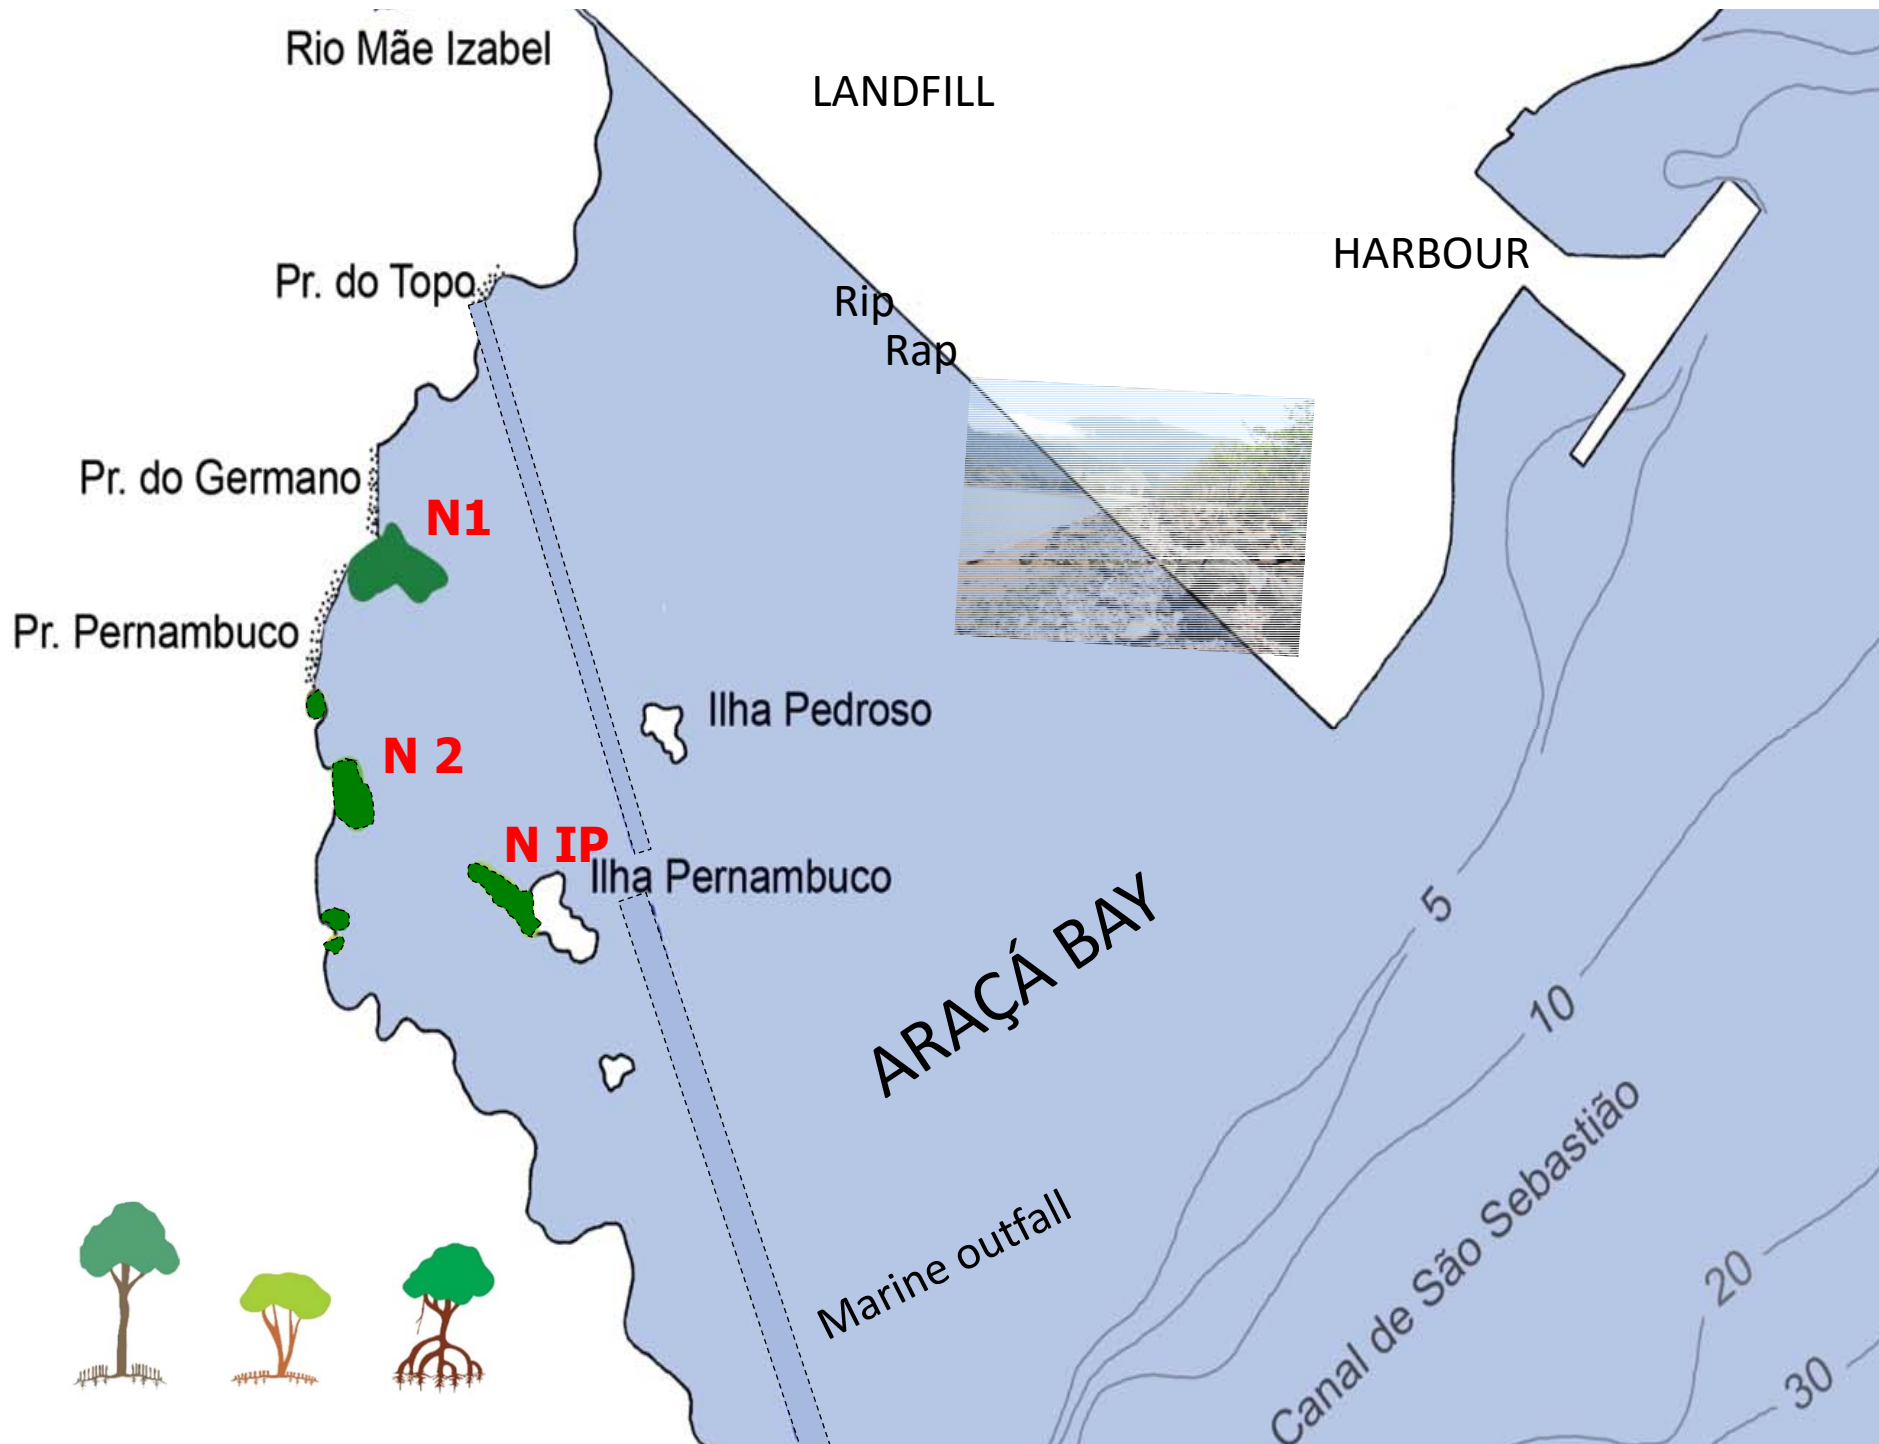 Rio Mãe Izabel
LANDFILL
HARBOUR
Pr. do Topo
Rip
Rap
Pr. do Germano
N1
Pr. Pernambuco
Ilha Pedroso
N 2
N IP
Ilha Pernambuco
ARAÇÁ BAY
5
10
Canal de São Sebastião
Marine outfall
20
30